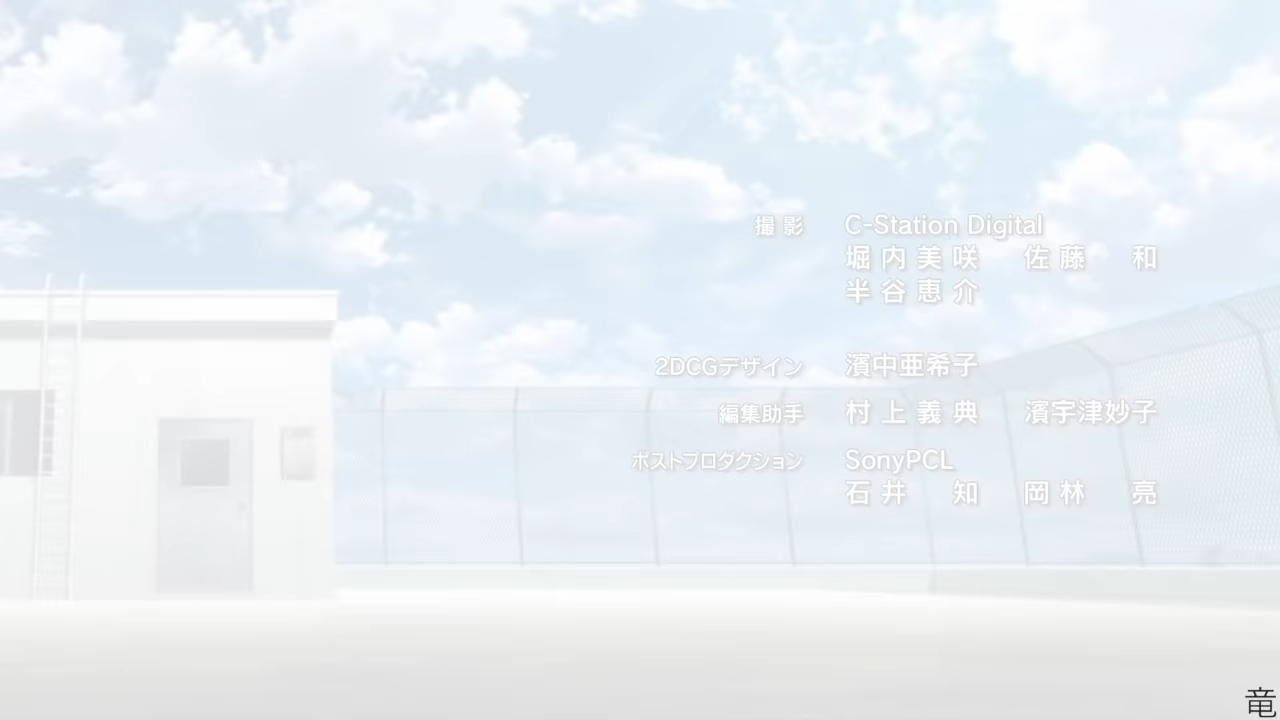 撮影 C-Station Digital
堀内美咲 佐藤 和
半谷恵介
2DCGデザイン 濱中亜希子
編集助手 村上義典 濱宇津妙子
ポストプロダクション SonyPCL
石井 知 岡林 亮
竜